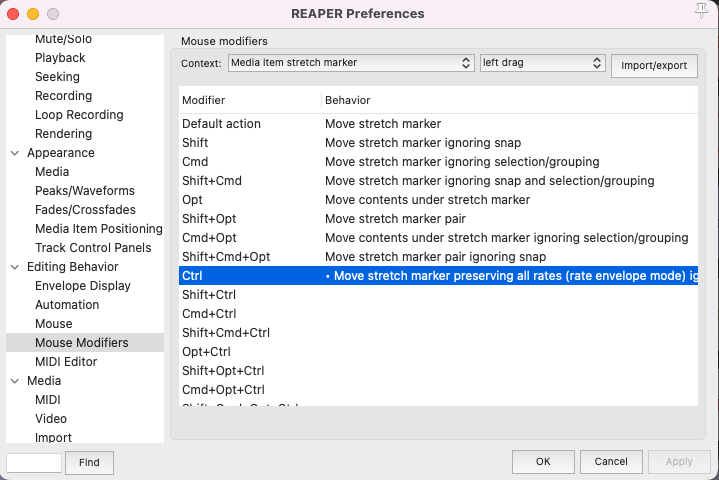 REAPER Preferences
Mute/Solo
Playback
Seeking
Recording
Loop Recording
Rendering
Appearance
Media
Peaks/Waveforms
Fades/Crossfades
Media Item Positioning
Track Control Panels
Editing Behavior
Envelope Display
Automation
Mouse
Mouse Modifiers
MIDI Editor
Media
MIDI
Video
Import
Find
Mouse modifiers
Context: Media item stretch marker left drag Import/export
Modifier Behavior
Default action Move stretch marker
Shift Move stretch marker ignoring snap
Cmd Move stretch marker ignoring selection/grouping
Shift+Cmd Move stretch marker ignoring snap and selection/grouping
Opt Move contents under stretch marker
Shift+Opt Move stretch marker pair
Cmd+Opt Move contents under stretch marker ignoring selection/grouping
Shift+Cmd+Opt Move stretch marker pair ignoring snap
Ctrl • Move stretch marker preserving all rates (rate envelope mode) ig
Shift+Ctrl
Cmd+Ctrl
Shift+Cmd+Ctrl
Opt+Ctrl
Shift+Opt+Ctrl
Cmd+Opt+Ctrl
Shift+Cmd+Opt+Ctrl
OK Cancel Apply